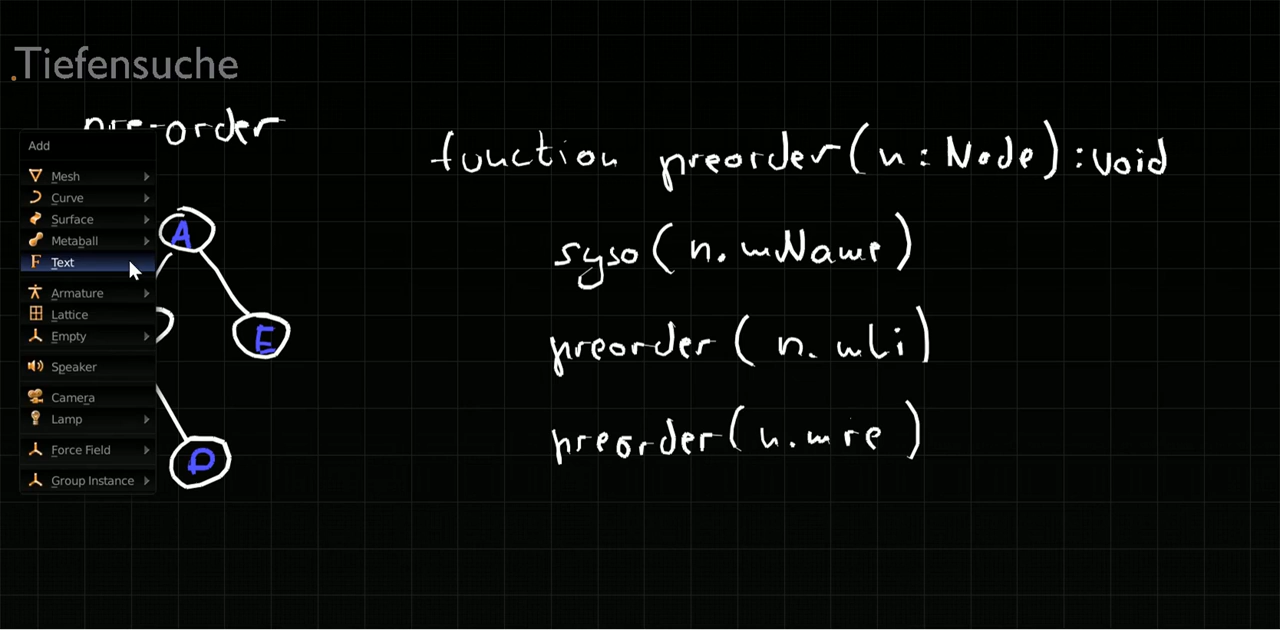 Tiefensuche
pre-order
function preorder(n:Node):void
syso(n.mName)
preorder(n.mli)
preorder(n.mre)
Add
Mesh
Curve
Surface
Metaball
Text
Armature
Lattice
Empty
Speaker
Camera
Lamp
Force Field
Group Instance
A
E
D